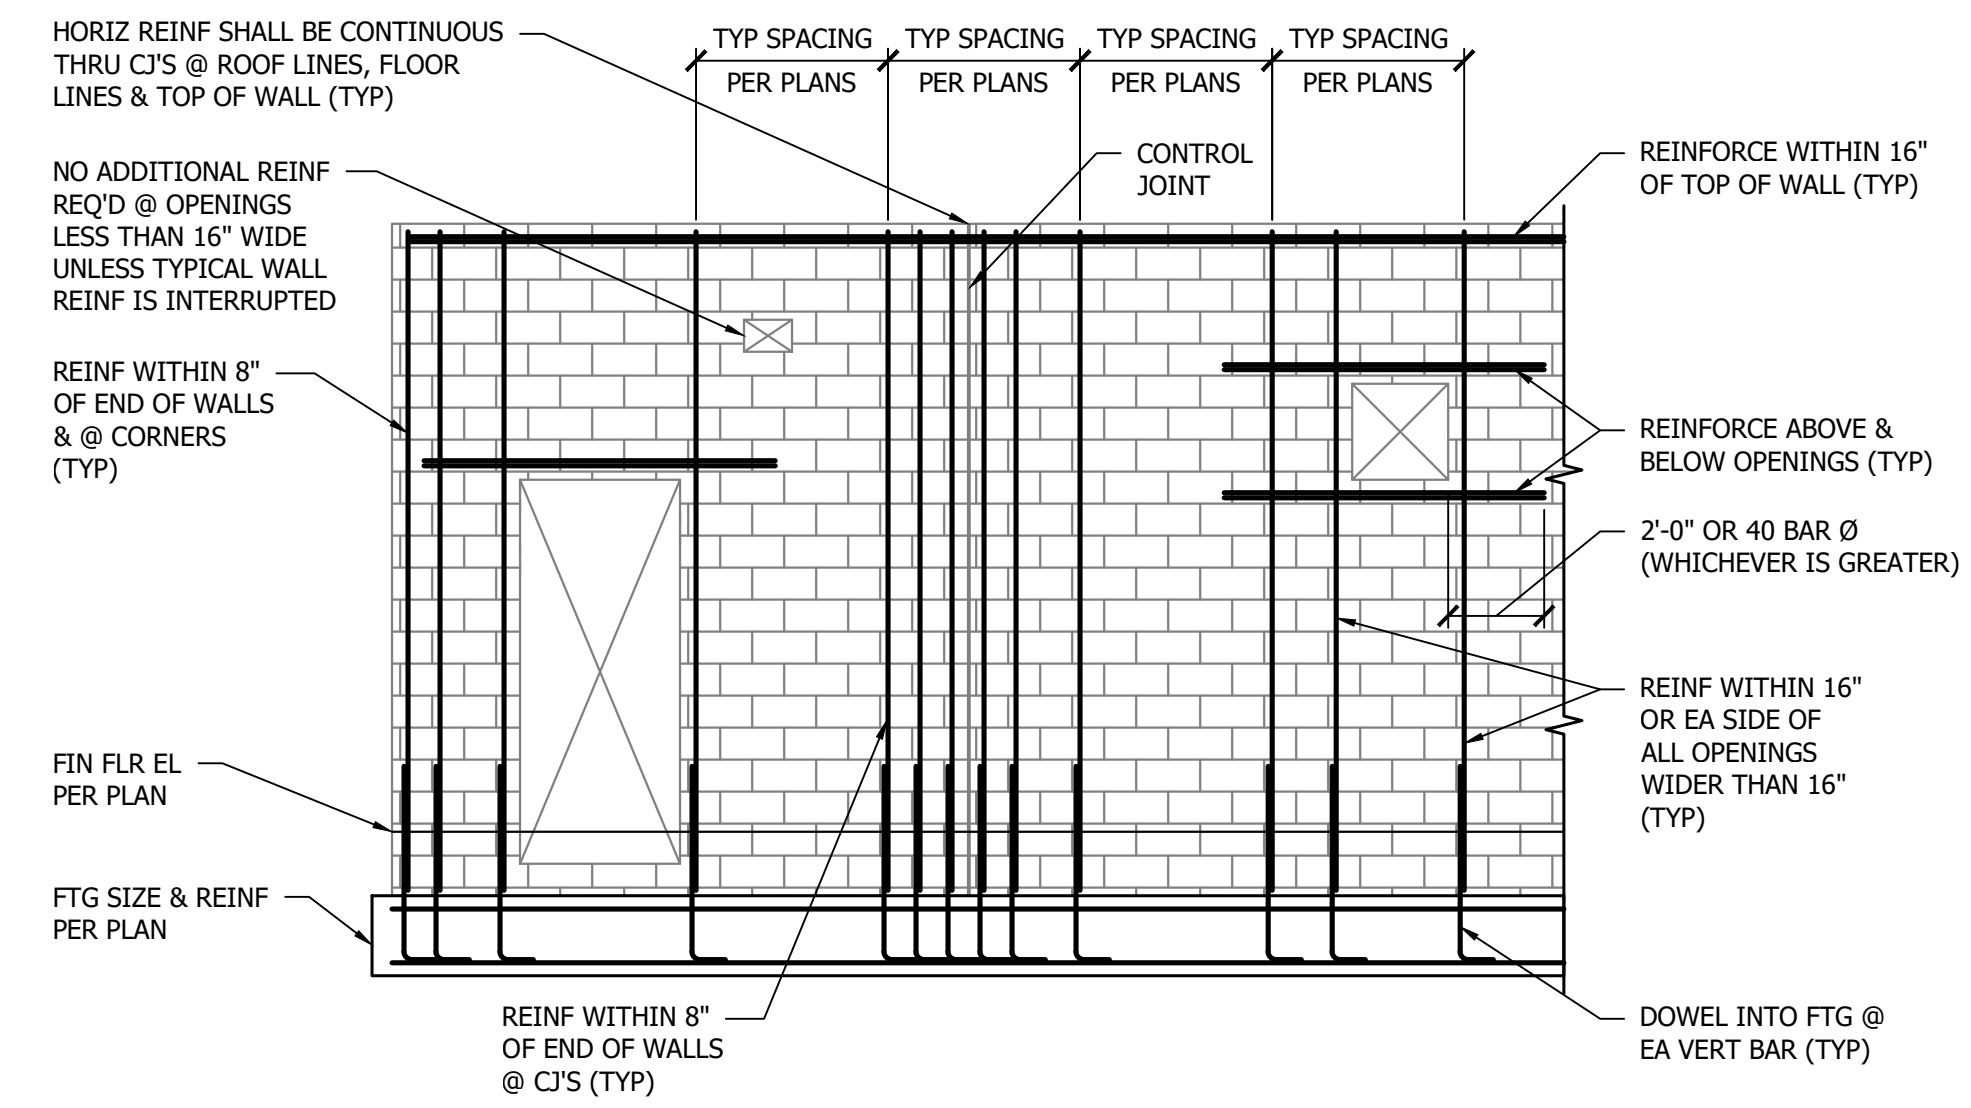 HORIZ REINF SHALL BE CONTINUOUS
THRU CJ'S @ ROOF LINES, FLOOR
LINES & TOP OF WALL (TYP)
TYP SPACING
PER PLANS
TYP SPACING
PER PLANS
TYP SPACING
PER PLANS
TYP SPACING
PER PLANS
CONTROL
JOINT
REINFORCE WITHIN 16"
OF TOP OF WALL (TYP)
NO ADDITIONAL REINF
REQ'D @ OPENINGS
LESS THAN 16" WIDE
UNLESS TYPICAL WALL
REINF IS INTERRUPTED
REINF WITHIN 8"
OF END OF WALLS
& @ CORNERS
(TYP)
REINFORCE ABOVE &
BELOW OPENINGS (TYP)
2'-0" OR 40 BAR Ø
(WHICHEVER IS GREATER)
REINF WITHIN 16"
OR EA SIDE OF
ALL OPENINGS
WIDER THAN 16"
(TYP)
FIN FLR EL
PER PLAN
FTG SIZE & REINF
PER PLAN
REINF WITHIN 8"
OF END OF WALLS
@ CJ'S (TYP)
DOWEL INTO FTG @
EA VERT BAR (TYP)